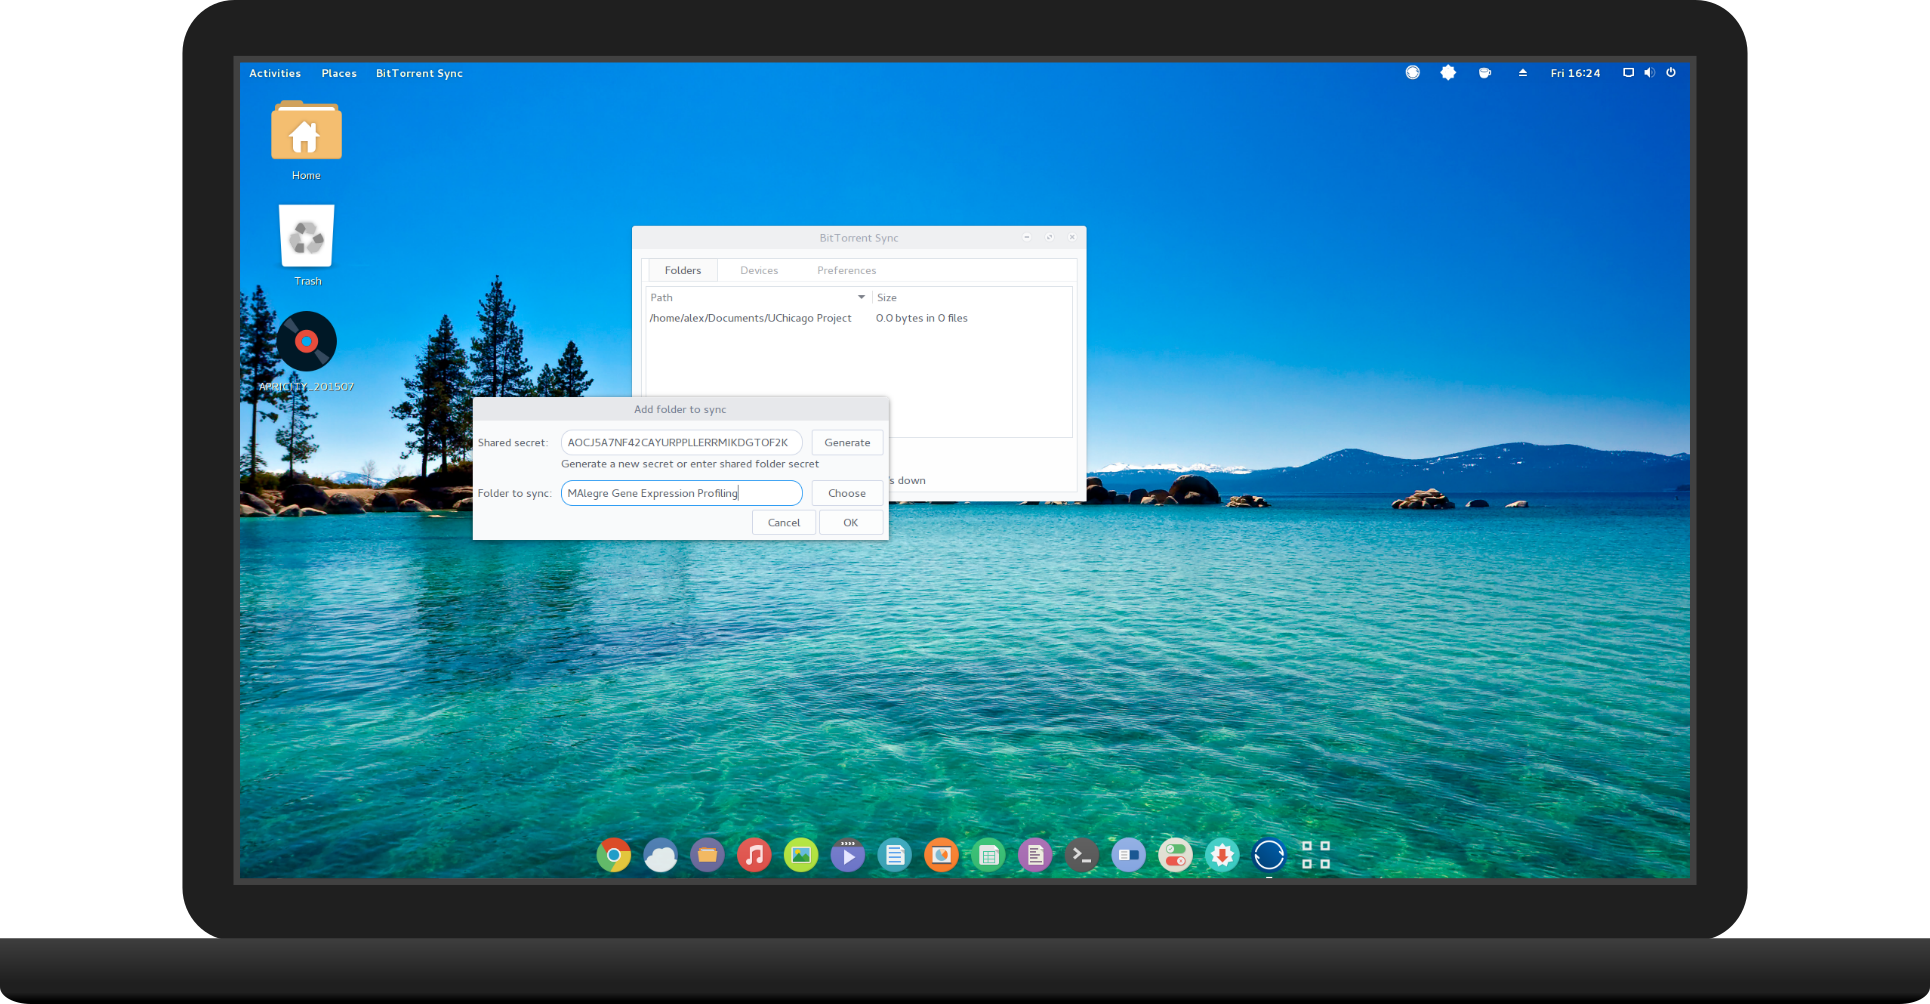 Activities Places BitTorrent Sync
Fri 16:24
Home
Trash
APRICITY_201507
BitTorrent Sync
Folders Devices Preferences
Path Size
/home/alex/Documents/UChicago Project 0.0 bytes in 0 files
's down
Add folder to sync
Shared secret: AOCJ5A7NF42CAYURPPLLERRMIKDGTOF2K Generate
Generate a new secret or enter shared folder secret
Folder to sync: MAlegre Gene Expression Profiling Choose
Cancel OK